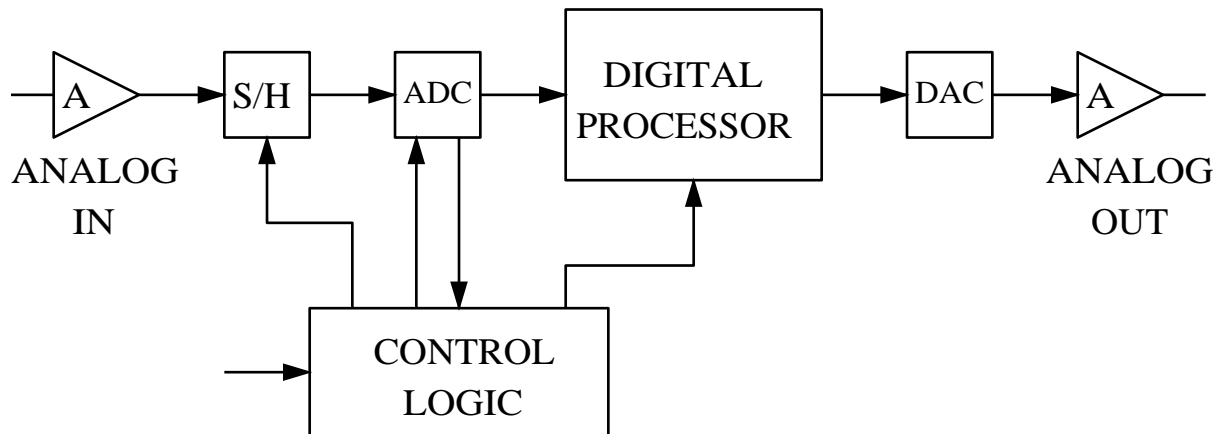 A
S/H
ADC
DIGITAL
PROCESSOR
DAC
A
ANALOG
IN
ANALOG
OUT
CONTROL
LOGIC